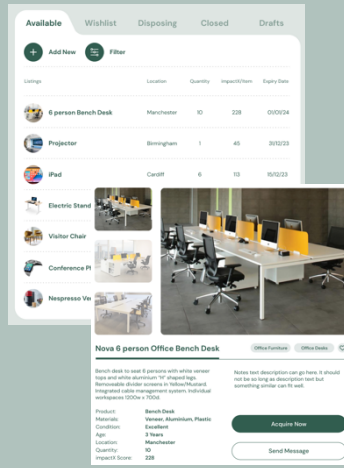 Available Wishlist Disposing Closed Drafts
Add New Filter
Listings Location Quantity ImpactX/Item Expiry Date
6 person Bench Desk Manchester 10 228 01/01/24
Projector Birmingham 1 45 31/12/23
iPad Cardiff 6 113 15/12/23
Electric Stand
Visitor Chair
Conference Ph
Nespresso Ve
Nova 6 person Office Bench Desk
Office Furniture Office Desks
Bench desk to seat 6 persons with white veneer
tops and white aluminium "H" shaped legs.
Removeable divider screens in Yellow/Mustard.
Integrated cable management system. Individual
workspaces 1200w x 700d.
Notes text description can go here. It should
not be so long as description text but
something similar can fit well.
Product: Bench Desk
Materials: Veneer, Aluminium, Plastic
Condition: Excellent
Age: 3 Years
Location: Manchester
Quantity: 10
ImpactX Score 228
Acquire Now
Send Message